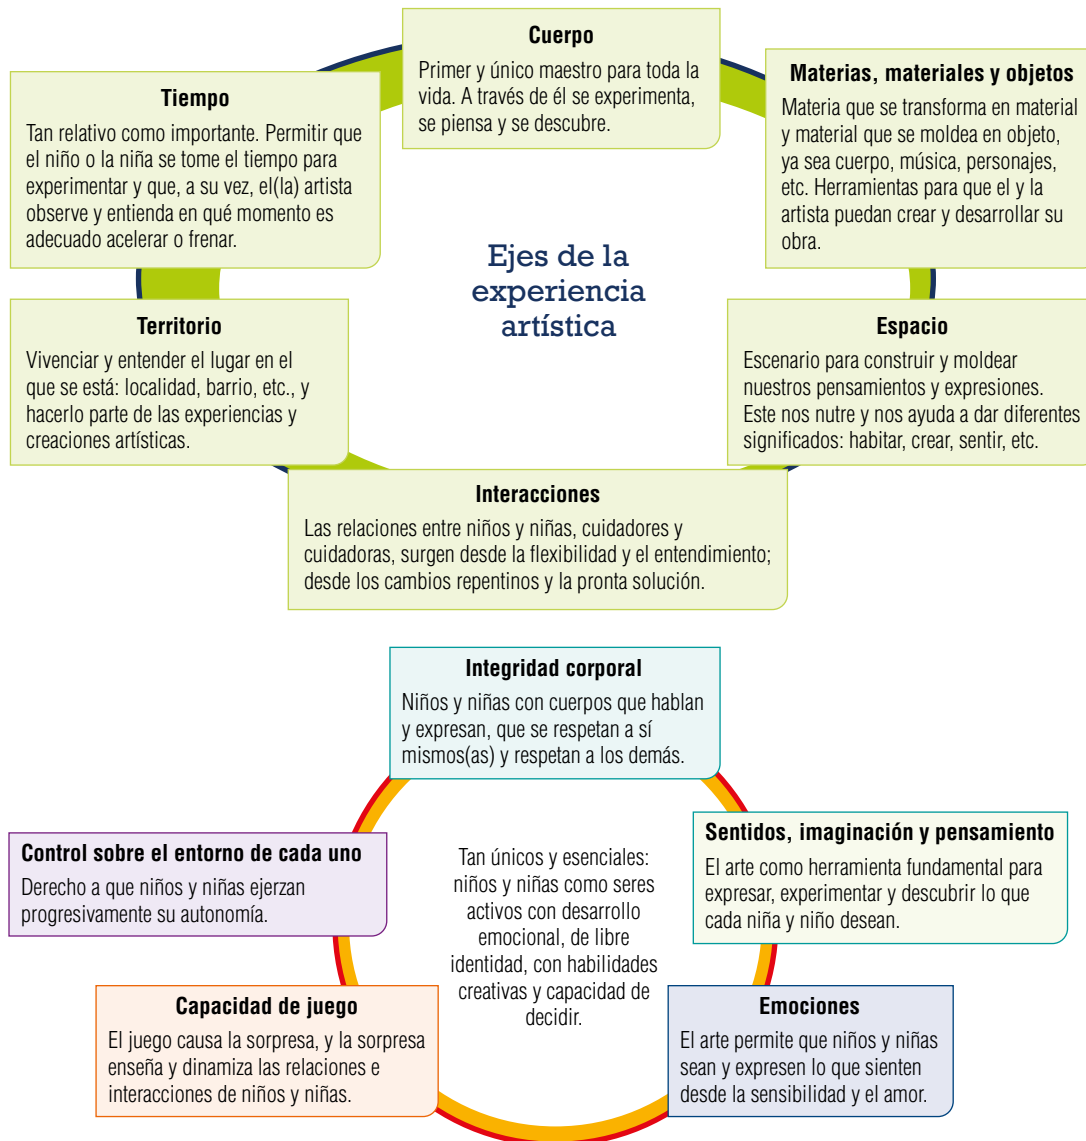 Cuerpo
Primer y único maestro para toda la
vida. A través de él se experimenta,
se piensa y se descubre.
Materias, materiales y objetos
Materia que se transforma en material
y material que se moldea en objeto,
ya sea cuerpo, música, personajes,
etc. Herramientas para que el y la
artista puedan crear y desarrollar su
obra.
Tiempo
Tan relativo como importante. Permitir que
el niño o la niña se tome el tiempo para
experimentar y que, a su vez, el(la) artista
observe y entienda en qué momento es
adecuado acelerar o frenar.
Ejes de la
experiencia
artística
Territorio
Vivenciar y entender el lugar en el
que se está: localidad, barrio, etc., y
hacerlo parte de las experiencias y
creaciones artísticas.
Espacio
Escenario para construir y moldear
nuestros pensamientos y expresiones.
Este nos nutre y nos ayuda a dar diferentes
significados: habitar, crear, sentir, etc.
Interacciones
Las relaciones entre niños y niñas, cuidadores y
cuidadoras, surgen desde la flexibilidad y el entendimiento;
desde los cambios repentinos y la pronta solución.
Integridad corporal
Niños y niñas con cuerpos que hablan
y expresan, que se respetan a sí
mismos(as) y respetan a los demás.
Sentidos, imaginación y pensamiento
El arte como herramienta fundamental para
expresar, experimentar y descubrir lo que
cada niña y niño desean.
Control sobre el entorno de cada uno
Derecho a que niños y niñas ejerzan
progresivamente su autonomía.
Tan únicos y esenciales:
niños y niñas como seres
activos con desarrollo
emocional, de libre
identidad, con habilidades
creativas y capacidad de
decidir.
Capacidad de juego
El juego causa la sorpresa, y la sorpresa
enseña y dinamiza las relaciones e
interacciones de niños y niñas.
Emociones
El arte permite que niños y niñas
sean y expresen lo que sienten
desde la sensibilidad y el amor.